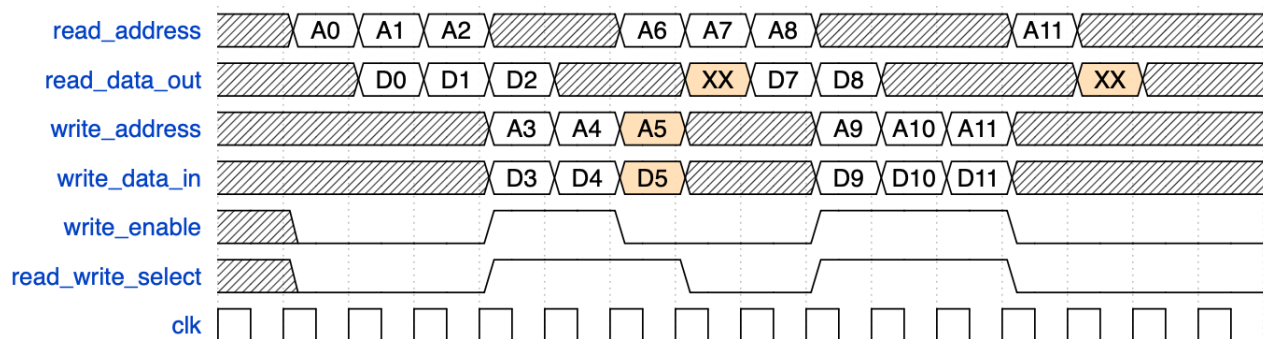 read_address A0 A1 A2 A6 A7 A8 A11
read_data_out D0 D1 D2 XX D7 D8 XX
write_address A3 A4 A5 A9 A10 A11
write_data_in D3 D4 D5 D9 D10 D11
write_enable
read_write_select
clk